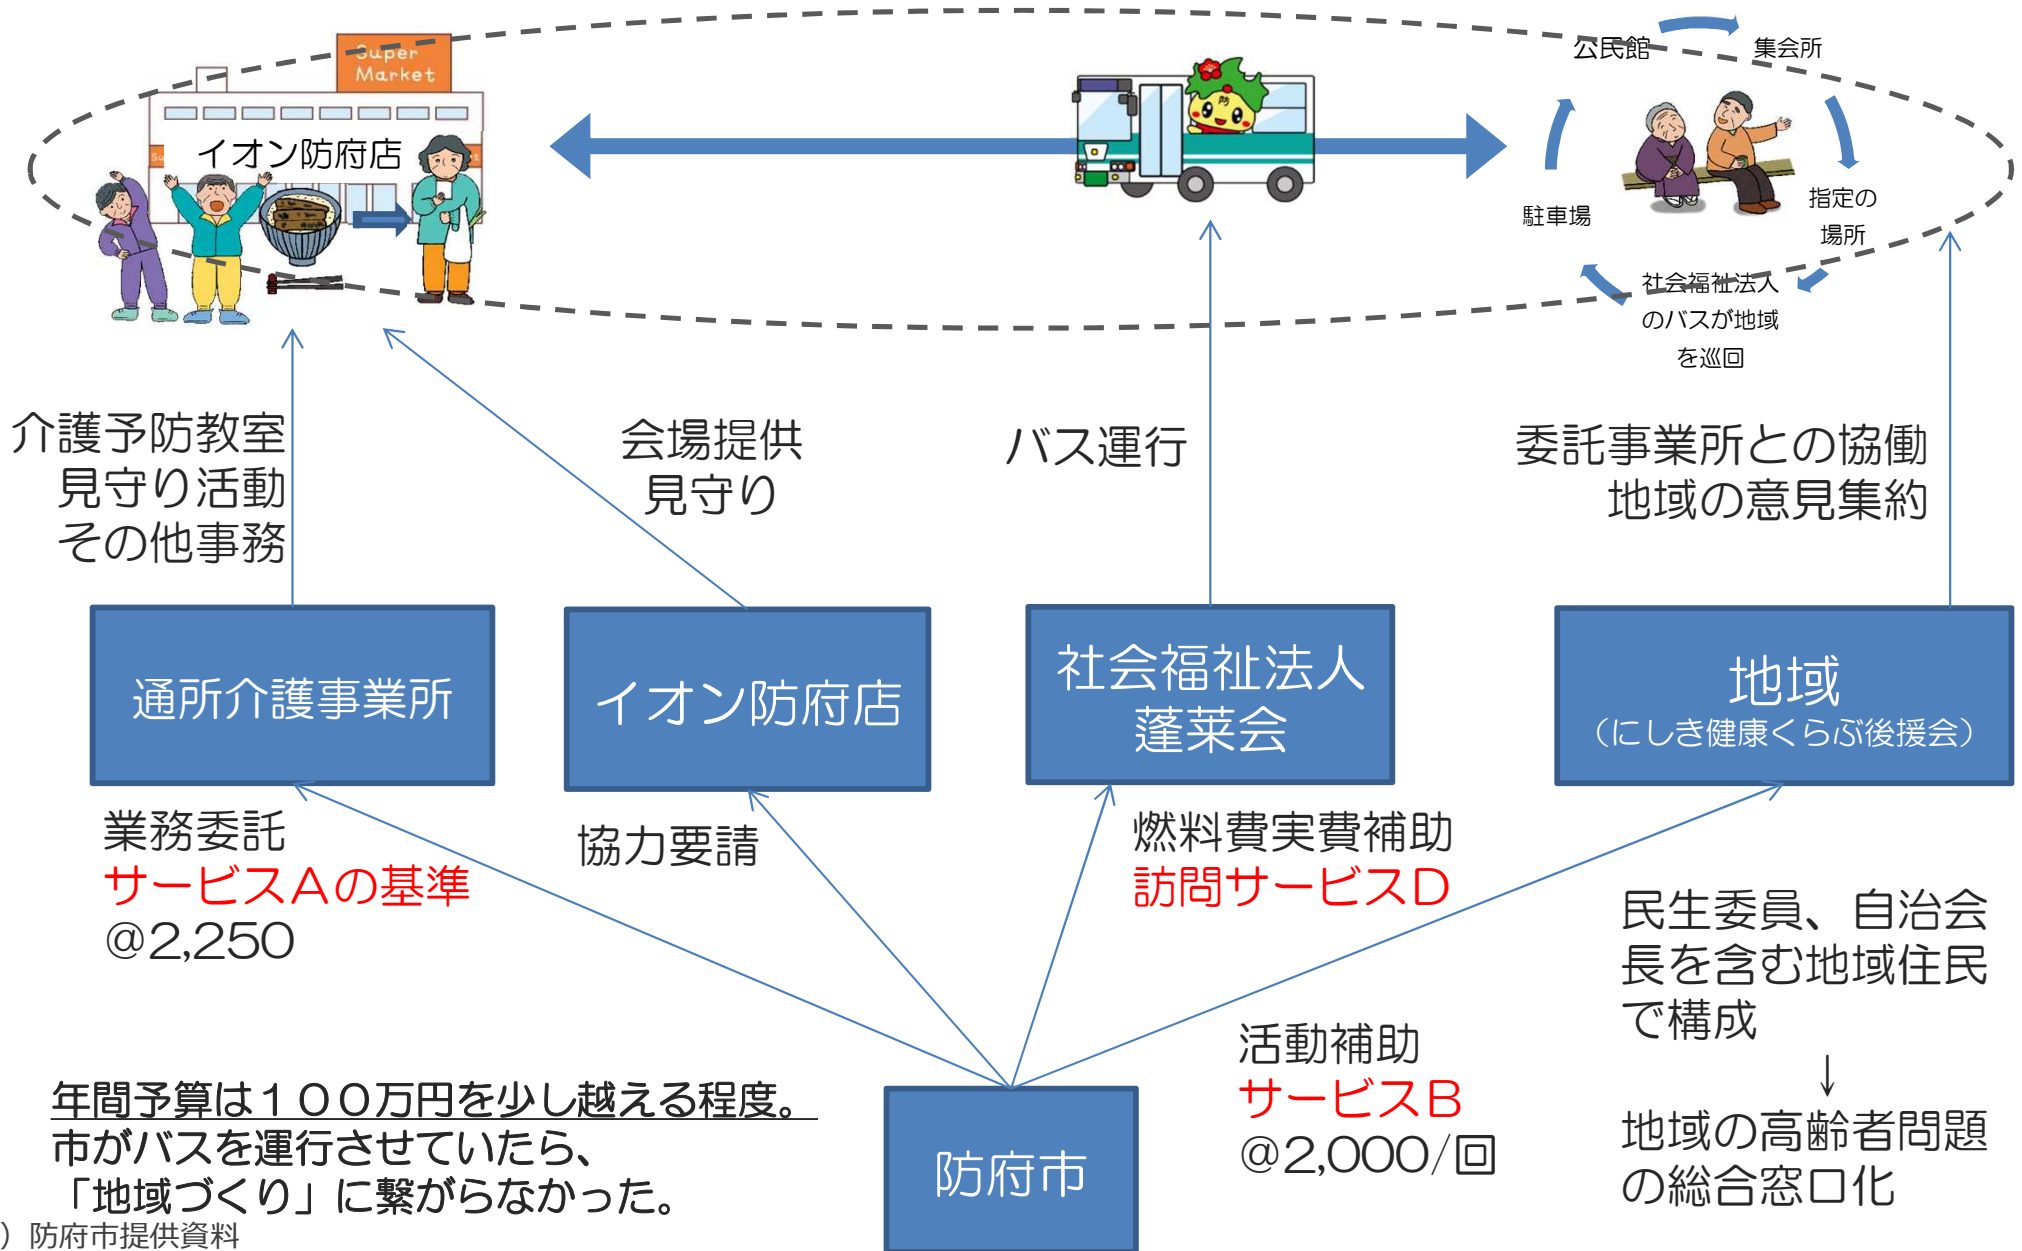 Super
Market
イオン防府店
防
公民館
集会所
駐車場
指定の
場所
社会福祉法人
のバスが地域
を巡回
介護予防教室
見守り活動
その他事務
会場提供
見守り
バス運行
委託事業所との協働
地域の意見集約
通所介護事業所
イオン防府店
社会福祉法人
蓬莱会
地域
（にしき健康くらぶ後援会）
業務委託
サービスAの基準
@2,250
協力要請
燃料費実費補助
訪問サービスD
民生委員、自治会
長を含む地域住民
で構成
↓
地域の高齢者問題
の総合窓口化
活動補助
サービスB
@2,000/回
年間予算は１００万円を少し越える程度。
市がバスを運行させていたら、
「地域づくり」に繋がらなかった。
防府市
）防府市提供資料